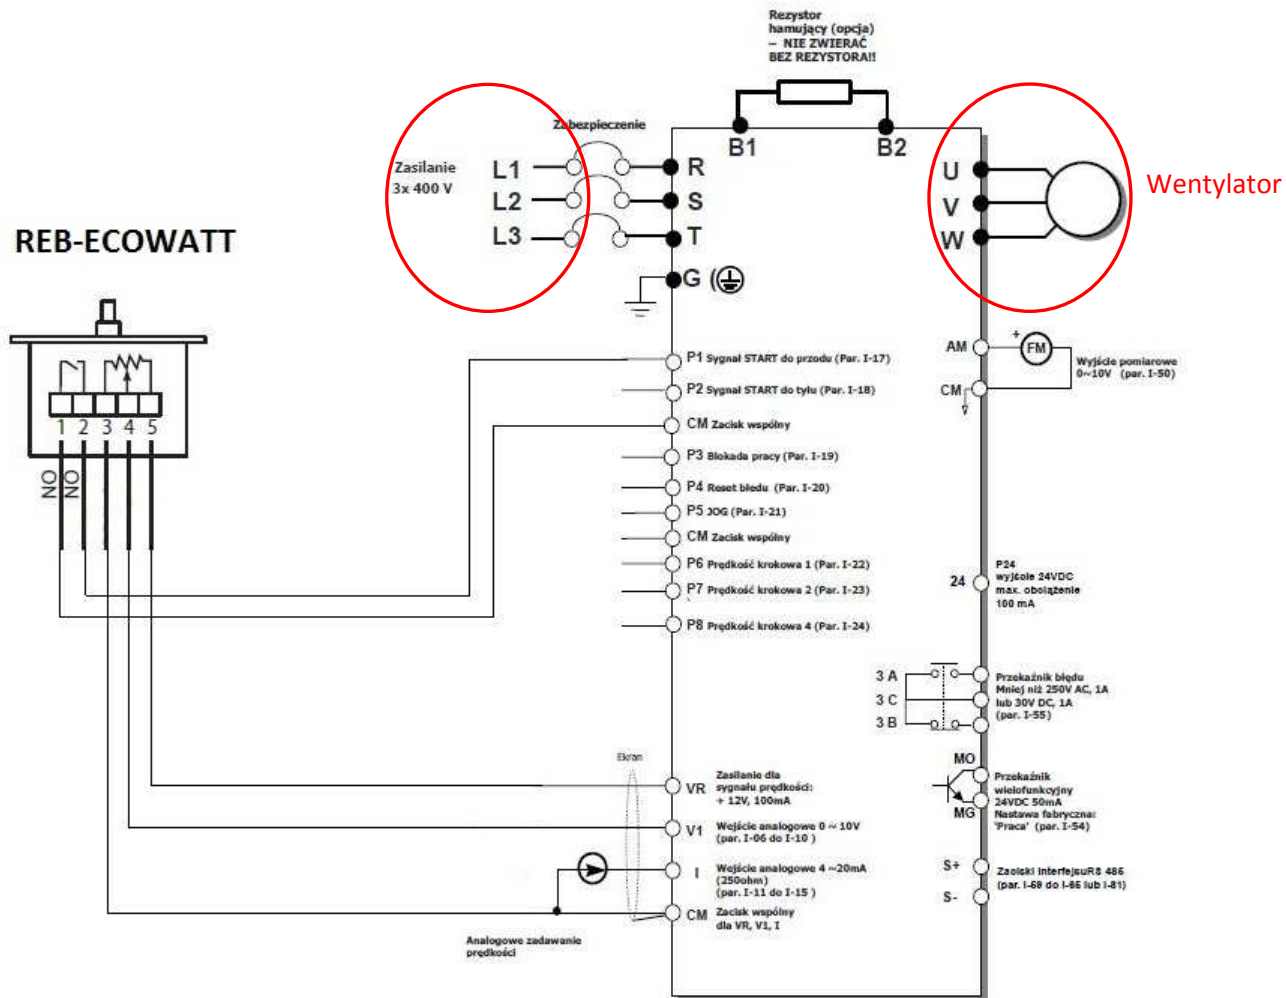 Rezystor
hamujący (opcja)
– NIE ZWIERAĆ
BEZ REZYSTORA!!
B1
B2
Zabezpieczenie
Zasilanie
3x 400 V
L1
L2
L3
R
S
T
G (
U
V
W
Wentylator
REB-ECOWATT
1 2 3 4 5
NO
NO
P1 Sygnał START do przodu (Par. I-17)
P2 Sygnał START do tyłu (Par. I-18)
CM Zacisk wspólny
P3 Blokada pracy (Par. I-19)
P4 Reset błedu (Par. I-20)
P5 JOG (Par. I-21)
CM Zacisk wspólny
P6 Prędkość krokowa 1 (Par. I-22)
P7 Prędkość krokowa 2 (Par. I-23)
P8 Prędkość krokowa 4 (Par. I-24)
AM
+
FM
CM
Wyjście pomiarowe
0~10V (par. I-50)
24
P24
wyjście 24VDC
max. obciążenie
100 mA
3 A
3 C
3 B
Przekaźnik błędu
Mniej niż 250V AC, 1A
lub 30V DC, 1A
(par. I-55)
MO
MG
Przekaźnik
wielofunkcyjny
24VDC 50mA
Nastawa fabryczna:
'Praca' (par. I-54)
S+
S-
Zaciski interfejsuRS 485
(par. I-59 do I-65 lub I-81)
Ekran
VR
Zasilanie dla
sygnału prędkości:
+ 12V, 100mA
V1
Wejście analogowe 0 ~ 10V
(par. I-06 do I-10 )
I
Wejście analogowe 4 ~20mA
(250ohm)
(par. I-11 do I-15 )
CM
Zacisk wspólny
dla VR, V1, I
Analogowe zadawanie
prędkości